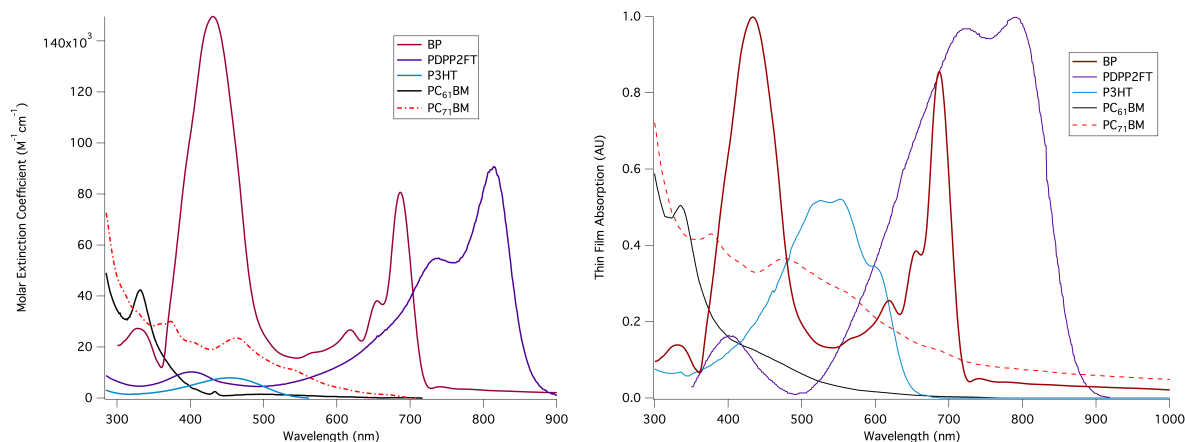 140x10³
120
100
80
60
40
20
0
Molar Extinction Coefficient (M⁻¹ cm⁻¹)
300 400 500 600 700 800 900
Wavelength (nm)
BP
PDPP2FT
P3HT
PC₆₁BM
PC₇₁BM
1.0
0.8
0.6
0.4
0.2
0.0
Thin Film Absorption (AU)
300 400 500 600 700 800 900 1000
Wavelength (nm)
BP
PDPP2FT
P3HT
PC₆₁BM
PC₇₁BM